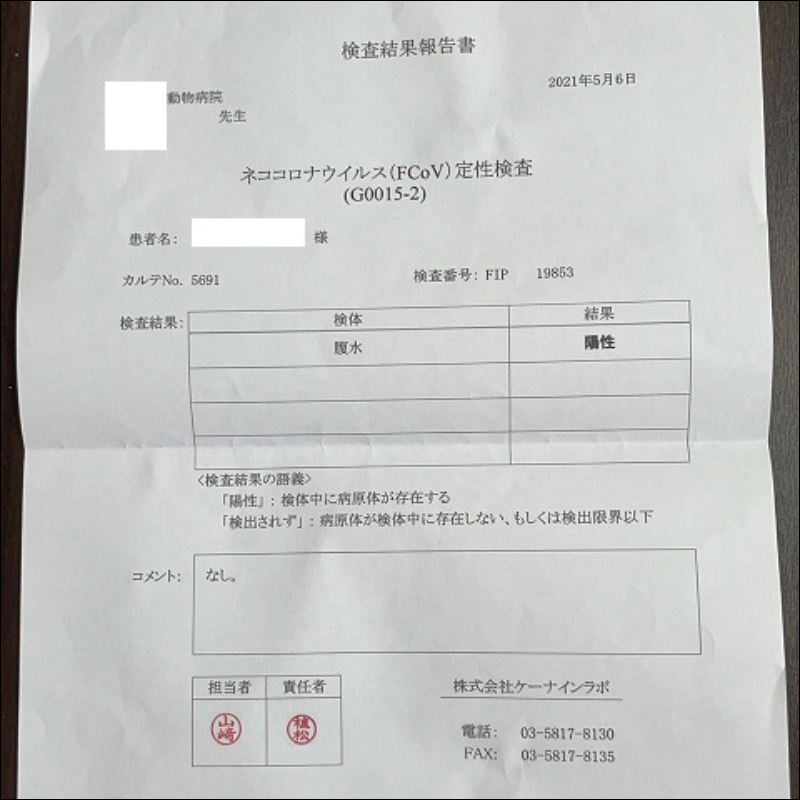 検査結果報告書
2021年5月6日
動物病院
先生
ネココロナウイルス(FCoV)定性検査
(G0015-2)
患者名: 様
カルテNo. 5691 検査番号: FIP 19853
検査結果: 検体 結果
腹水 陽性
<検査結果の語義>
「陽性」: 検体中に病原体が存在する
「検出されず」: 病原体が検体中に存在しない、もしくは検出限界以下
コメント: なし。
担当者 責任者 株式会社ケーナインラボ
山崎 植松
電話: 03-5817-8130
FAX: 03-5817-8135